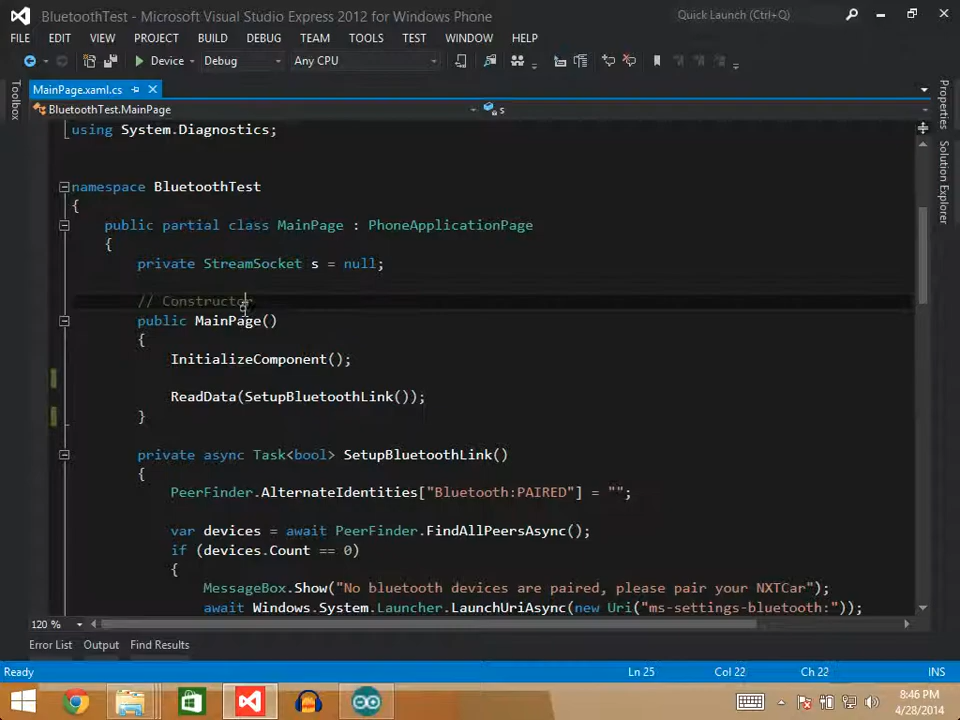 BluetoothTest - Microsoft Visual Studio Express 2012 for Windows Phone
Quick Launch (Ctrl+Q)
FILE EDIT VIEW PROJECT BUILD DEBUG TEAM TOOLS TEST WINDOW HELP
Device Debug Any CPU
Toolbox
MainPage.xaml.cs
Properties
Solution Explorer
BluetoothTest.MainPage s
using System.Diagnostics;
namespace BluetoothTest
{
public partial class MainPage : PhoneApplicationPage
{
private StreamSocket s = null;
// Constructor
public MainPage()
{
InitializeComponent();
ReadData(SetupBluetoothLink());
}
private async Task<bool> SetupBluetoothLink()
{
PeerFinder.AlternateIdentities["Bluetooth:PAIRED"] = "";
var devices = await PeerFinder.FindAllPeersAsync();
if (devices.Count == 0)
{
MessageBox.Show("No bluetooth devices are paired, please pair your NXTCar");
await Windows.System.Launcher.LaunchUriAsync(new Uri("ms-settings-bluetooth:"));
120 %
Error List Output Find Results
Ready Ln 25 Col 22 Ch 22 INS
8:46 PM
4/28/2014